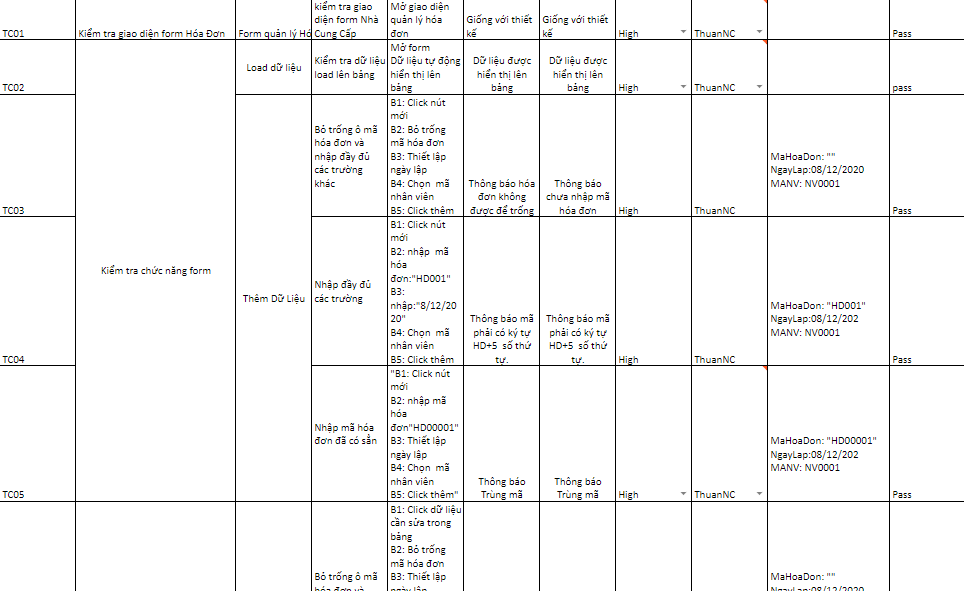 TC01
Kiểm tra giao diện form Hóa Đơn
Form quản lý Hó
kiểm tra giao
diện form Nhà
Cung Cấp
Mở giao diện
quản lý hóa
đơn
Giống với thiết
kế
Giống với thiết
kế
High
ThuanNC
Pass
TC02
Kiểm tra chức năng form
Load dữ liệu
Kiểm tra dữ liệu
load lên bảng
Mở form
Dữ liệu tự động
hiển thị lên
bảng
Dữ liệu được
hiển thị lên
bảng
Dữ liệu được
hiển thị lên
bảng
High
ThuanNC
pass
TC03
Thêm Dữ Liệu
Bỏ trống ô mã
hóa đơn và
nhập đầy đủ
các trường
khác
B1: Click nút
mới
B2: Bỏ trống
mã hóa đơn
B3: Thiết lập
ngày lập
B4: Chọn  mã
nhân viên
B5: Click thêm
Thông báo hóa
đơn không
được để trống
Thông báo
chưa nhập mã
hóa đơn
High
ThuanNC
MaHoaDon: ""
NgayLap:08/12/2020
MANV: NV0001
Pass
TC04
Nhập đầy đủ
các trường
B1: Click nút
mới
B2: nhập  mã
hóa
đơn:"HD001"
B3:
nhập:"8/12/20
20"
B4: Chọn  mã
nhân viên
B5: Click thêm
Thông báo mã
phải có ký tự
HD+5  số thứ
tự.
Thông báo mã
phải có ký tự
HD+5  số thứ
tự.
High
ThuanNC
MaHoaDon: "HD001"
NgayLap:08/12/202
MANV: NV0001
Pass
TC05
Nhập mã hóa
đơn đã có sẳn
"B1: Click nút
mới
B2: nhập mã
hóa
đơn"HD00001"
B3: Thiết lập
ngày lập
B4: Chọn  mã
nhân viên
B5: Click thêm"
Thông báo
Trùng mã
Thông báo
Trùng mã
High
ThuanNC
MaHoaDon: "HD00001"
NgayLap:08/12/202
MANV: NV0001
Pass
Bỏ trống ô mã
hóa đơn và
B1: Click dữ liệu
cần sửa trong
bảng
B2: Bỏ trống
mã hóa đơn
B3: Thiết lập
ngày lập
MaHoaDon: ""
NgayLap:08/12/2020